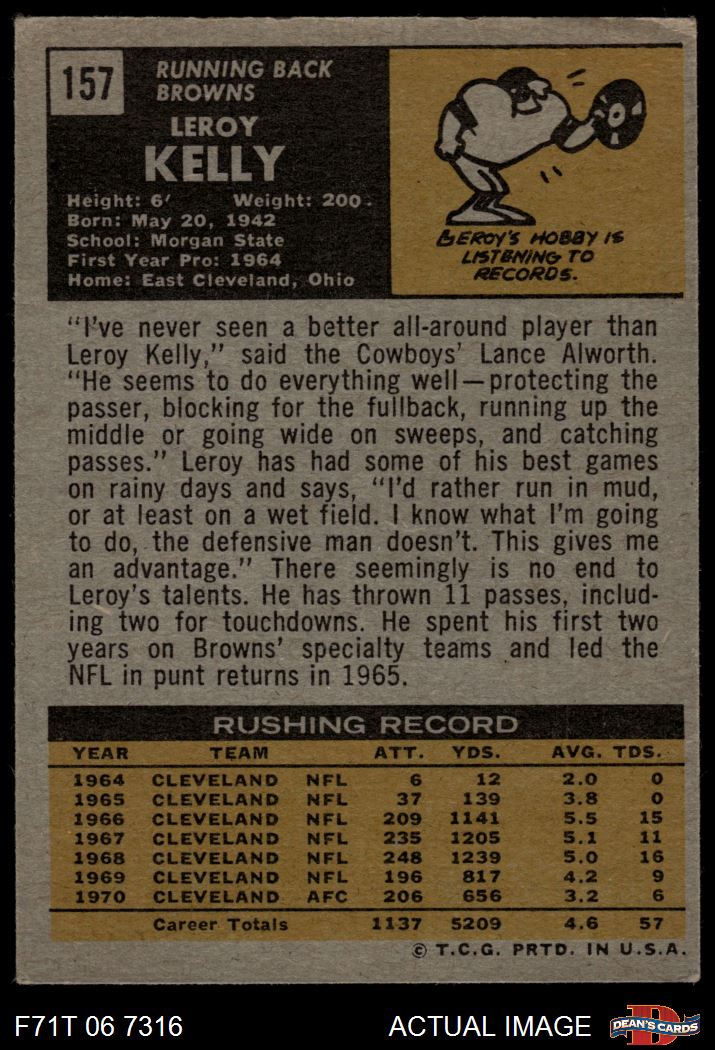 157
RUNNING BACK
BROWNS
LEROY
KELLY
Height: 6' Weight: 200.
Born: May 20, 1942
School: Morgan State
First Year Pro: 1964
Home: East Cleveland, Ohio
LEROY'S HOBBY IS
LISTENING TO
RECORDS.
"I've never seen a better all-around player than
Leroy Kelly," said the Cowboys' Lance Alworth.
"He seems to do everything well—protecting the
passer, blocking for the fullback, running up the
middle or going wide on sweeps, and catching
passes." Leroy has had some of his best games
on rainy days and says, "I'd rather run in mud,
or at least on a wet field. I know what I'm going
to do, the defensive man doesn't. This gives me
an advantage." There seemingly is no end to
Leroy's talents. He has thrown 11 passes, includ-
ing two for touchdowns. He spent his first two
years on Browns' specialty teams and led the
NFL in punt returns in 1965.
RUSHING RECORD
YEAR TEAM ATT. YDS. AVG. TDS.
1964 CLEVELAND NFL 6 12 2.0 0
1965 CLEVELAND NFL 37 139 3.8 0
1966 CLEVELAND NFL 209 1141 5.5 15
1967 CLEVELAND NFL 235 1205 5.1 11
1968 CLEVELAND NFL 248 1239 5.0 16
1969 CLEVELAND NFL 196 817 4.2 9
1970 CLEVELAND AFC 206 656 3.2 6
Career Totals 1137 5209 4.6 57
© T.C.G. PRTD. IN U.S.A.
F71T 06 7316 ACTUAL IMAGE
D
DEAN'S CARDS